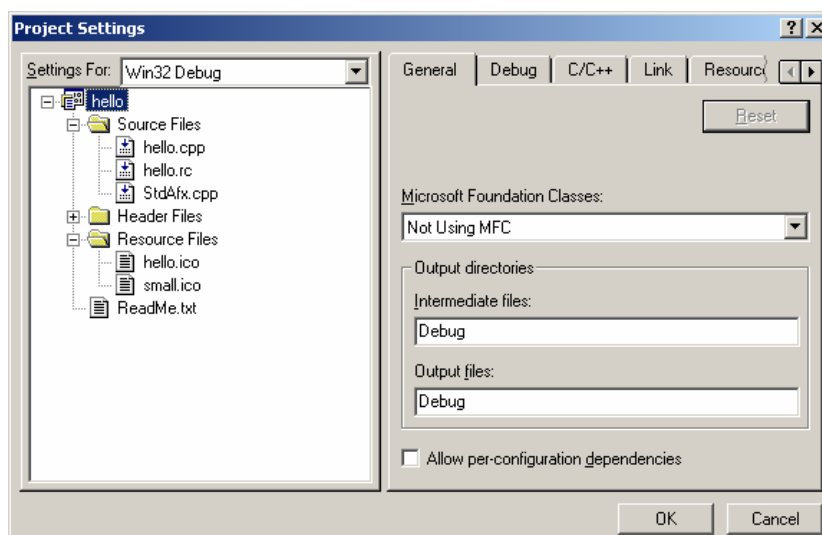 Project Settings
Settings For: Win32 Debug
hello
Source Files
hello.cpp
hello.rc
StdAfx.cpp
Header Files
Resource Files
hello.ico
small.ico
ReadMe.txt
General Debug C/C++ Link Resourc
Reset
Microsoft Foundation Classes:
Not Using MFC
Output directories
Intermediate files:
Debug
Output files:
Debug
Allow per-configuration dependencies
OK Cancel